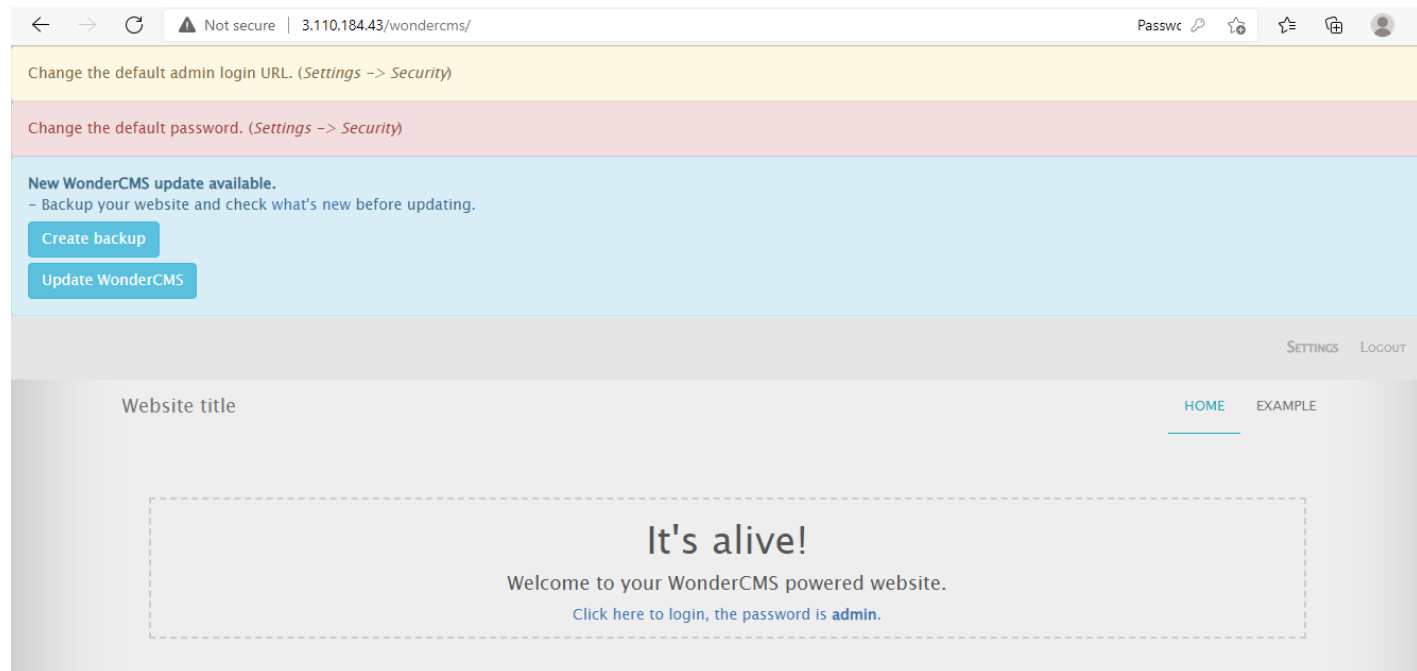 Not secure | 3.110.184.43/wondercms/ Passwc
Change the default admin login URL. (Settings -> Security)
Change the default password. (Settings -> Security)
New WonderCMS update available.
– Backup your website and check what's new before updating.
Create backup
Update WonderCMS
SETTINGS LOGOUT
Website title HOME EXAMPLE
It's alive!
Welcome to your WonderCMS powered website.
Click here to login, the password is admin.